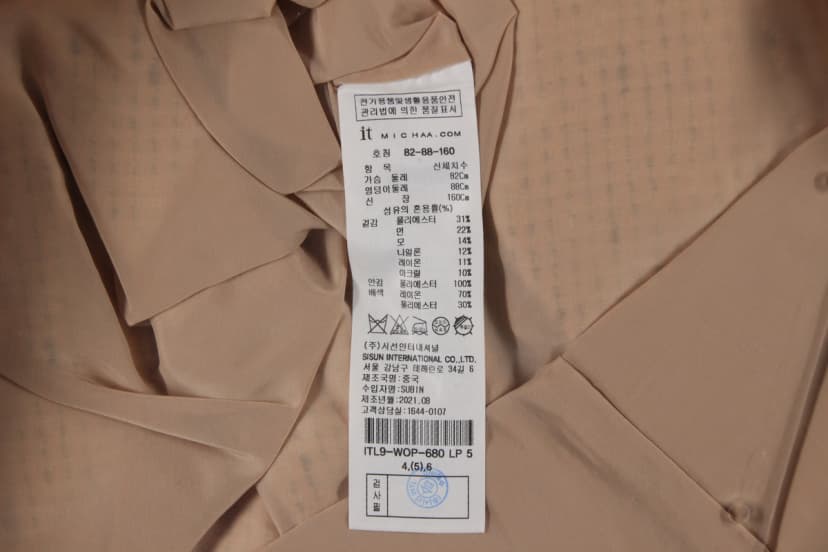 전기용품및생활용품안전
관리법에 의한 품질표시
it MICHAA.COM
호칭 82-88-160
항 목 신체치수
가슴 둘레 82Cm
엉덩이둘레 88Cm
신 장 160Cm
섬유의 혼용률(%)
겉감 폴리에스터 31%
면 22%
모 14%
나일론 12%
레이온 11%
아크릴 10%
안감 폴리에스터 100%
배색 레이온 70%
폴리에스터 30%
(주)시선인터내셔널
SISUN INTERNATIONAL CO.,LTD.
서울 강남구 테헤란로 34길 6
제조국명:중국
수입자명:SUBIN
제조년월:2021.08
고객상담실:1644-0107
ITL9-WOP-680 LP 5
4,(5),6
검사필